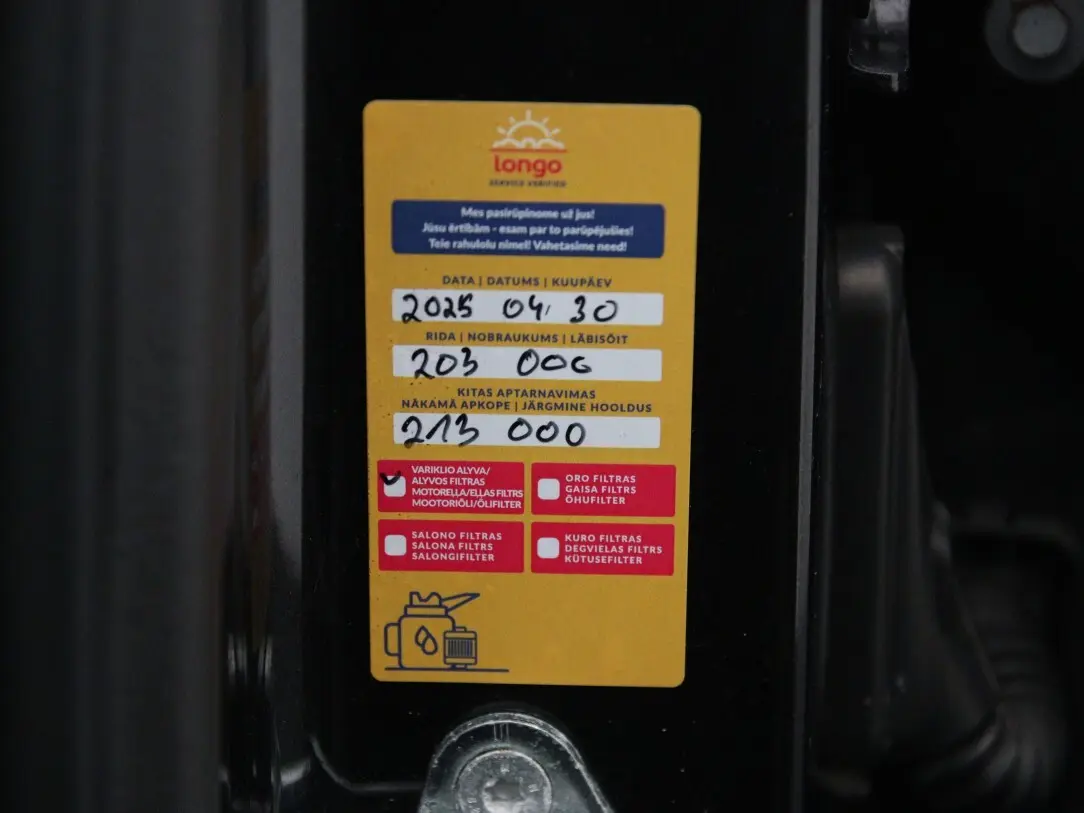 longo
SERVICE VERIFIED
Mes pasirūpinome už jus!
Jūsu ērtībām - esam par to parūpējušies!
Teie rahulolu nimel! Vahetasime need!
DATA | DATUMS | KUUPÄEV
2025 04. 30
RIDA | NOBRAUKUMS | LÄBISÕIT
203 006
KITAS APTARNAVIMAS
NĀKAMĀ APKOPE | JÄRGMINE HOOLDUS
213 000
VARIKLIO ALYVA/
ALYVOS FILTRAS
MOTORELLA/ELLAS FILTRS
MOOTORIÕLI/ÕLIFILTER
ORO FILTRAS
GAISA FILTRS
ÕHUFILTER
SALONO FILTRAS
SALONA FILTRS
SALONGIFILTER
KURO FILTRAS
DEGVIELAS FILTRS
KÜTUSEFILTER